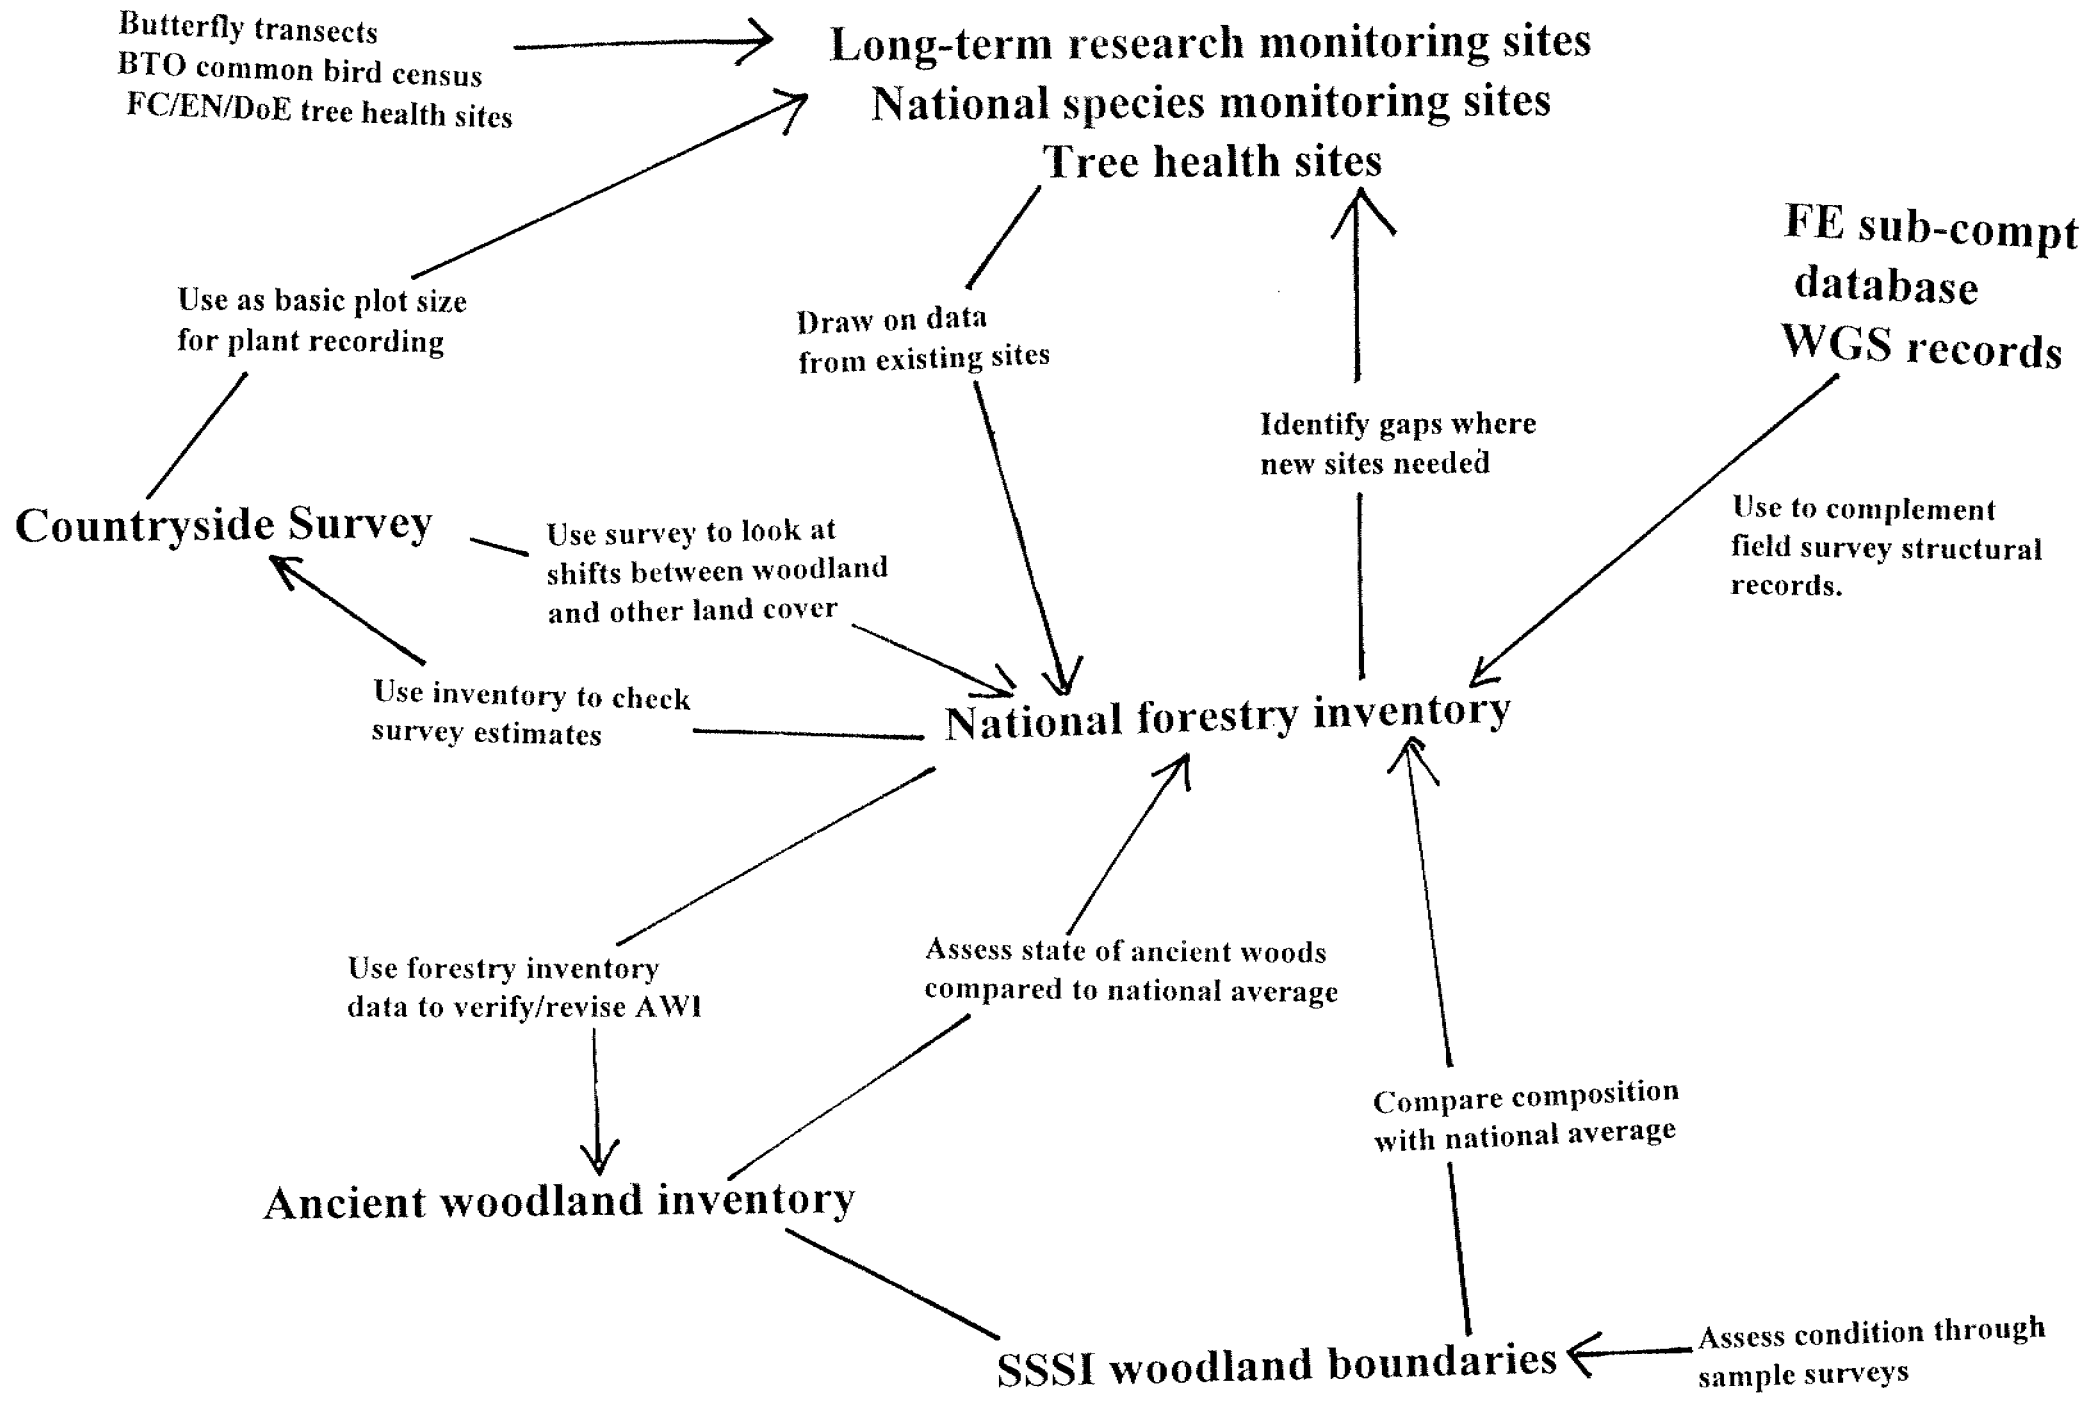 Butterfly transects
BTO common bird census
FC/EN/DoE tree health sites
Long-term research monitoring sites
National species monitoring sites
Tree health sites
FE sub-compt
database
WGS records
Use as basic plot size
for plant recording
Draw on data
from existing sites
Identify gaps where
new sites needed
Use to complement
field survey structural
records.
Countryside Survey
Use survey to look at
shifts between woodland
and other land cover
Use inventory to check
survey estimates
National forestry inventory
Use forestry inventory
data to verify/revise AWI
Assess state of ancient woods
compared to national average
Compare composition
with national average
Ancient woodland inventory
SSSI woodland boundaries
Assess condition through
sample surveys